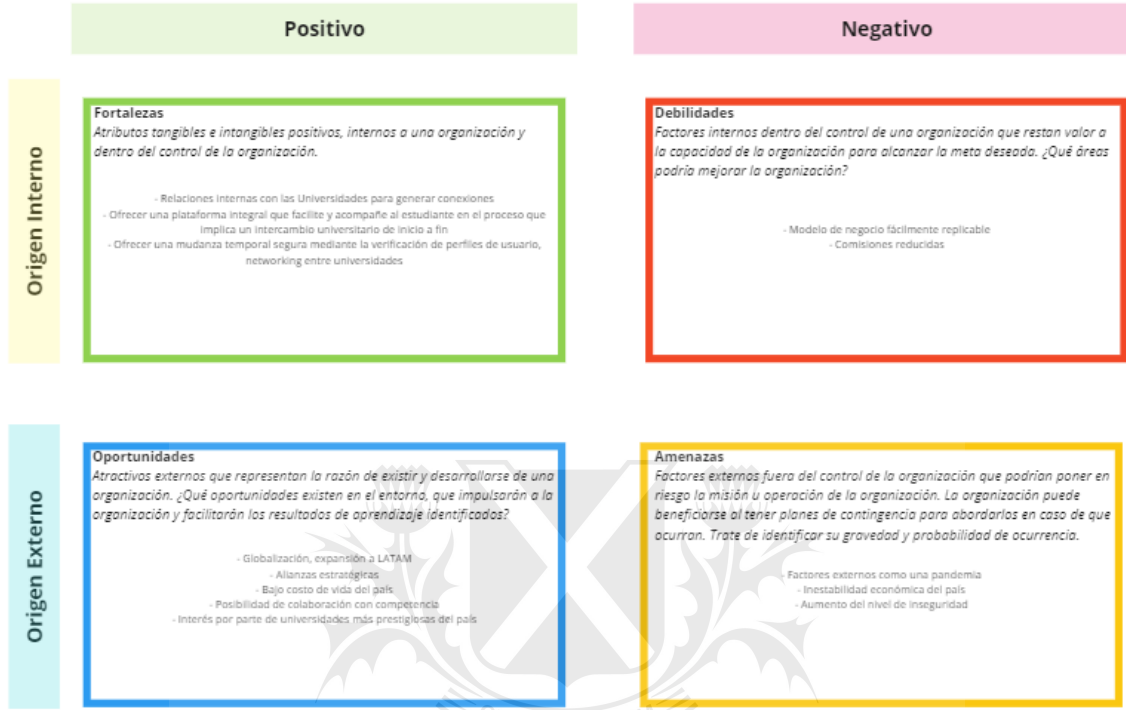 Positivo
Negativo
Origen Interno
Fortalezas
Atributos tangibles e intangibles positivos, internos a una organización y
dentro del control de la organización.
- Relaciones internas con las Universidades para generar conexiones
- Ofrecer una plataforma integral que facilite y acompañe al estudiante en el proceso que
implica un intercambio universitario de inicio a fin
- Ofrecer una mudanza temporal segura mediante la verificación de perfiles de usuario,
networking entre universidades
Debilidades
Factores internos dentro del control de una organización que restan valor a
la capacidad de la organización para alcanzar la meta deseada. ¿Qué áreas
podría mejorar la organización?
- Modelo de negocio fácilmente replicable
- Comisiones reducidas
Origen Externo
Oportunidades
Atractivos externos que representan la razón de existir y desarrollarse de una
organización. ¿Qué oportunidades existen en el entorno, que impulsarán a la
organización y facilitarán los resultados de aprendizaje identificados?
- Globalización, expansión a LATAM
- Alianzas estratégicas
- Bajo costo de vida del país
- Posibilidad de colaboración con competencia
- Interés por parte de universidades más prestigiosas del país
Amenazas
Factores externos fuera del control de la organización que podrían poner en
riesgo la misión u operación de la organización. La organización puede
beneficiarse al tener planes de contingencia para abordarlos en caso de que
ocurran. Trate de identificar su gravedad y probabilidad de ocurrencia.
- Factores externos como una pandemia
- Inestabilidad económica del país
- Aumento del nivel de inseguridad